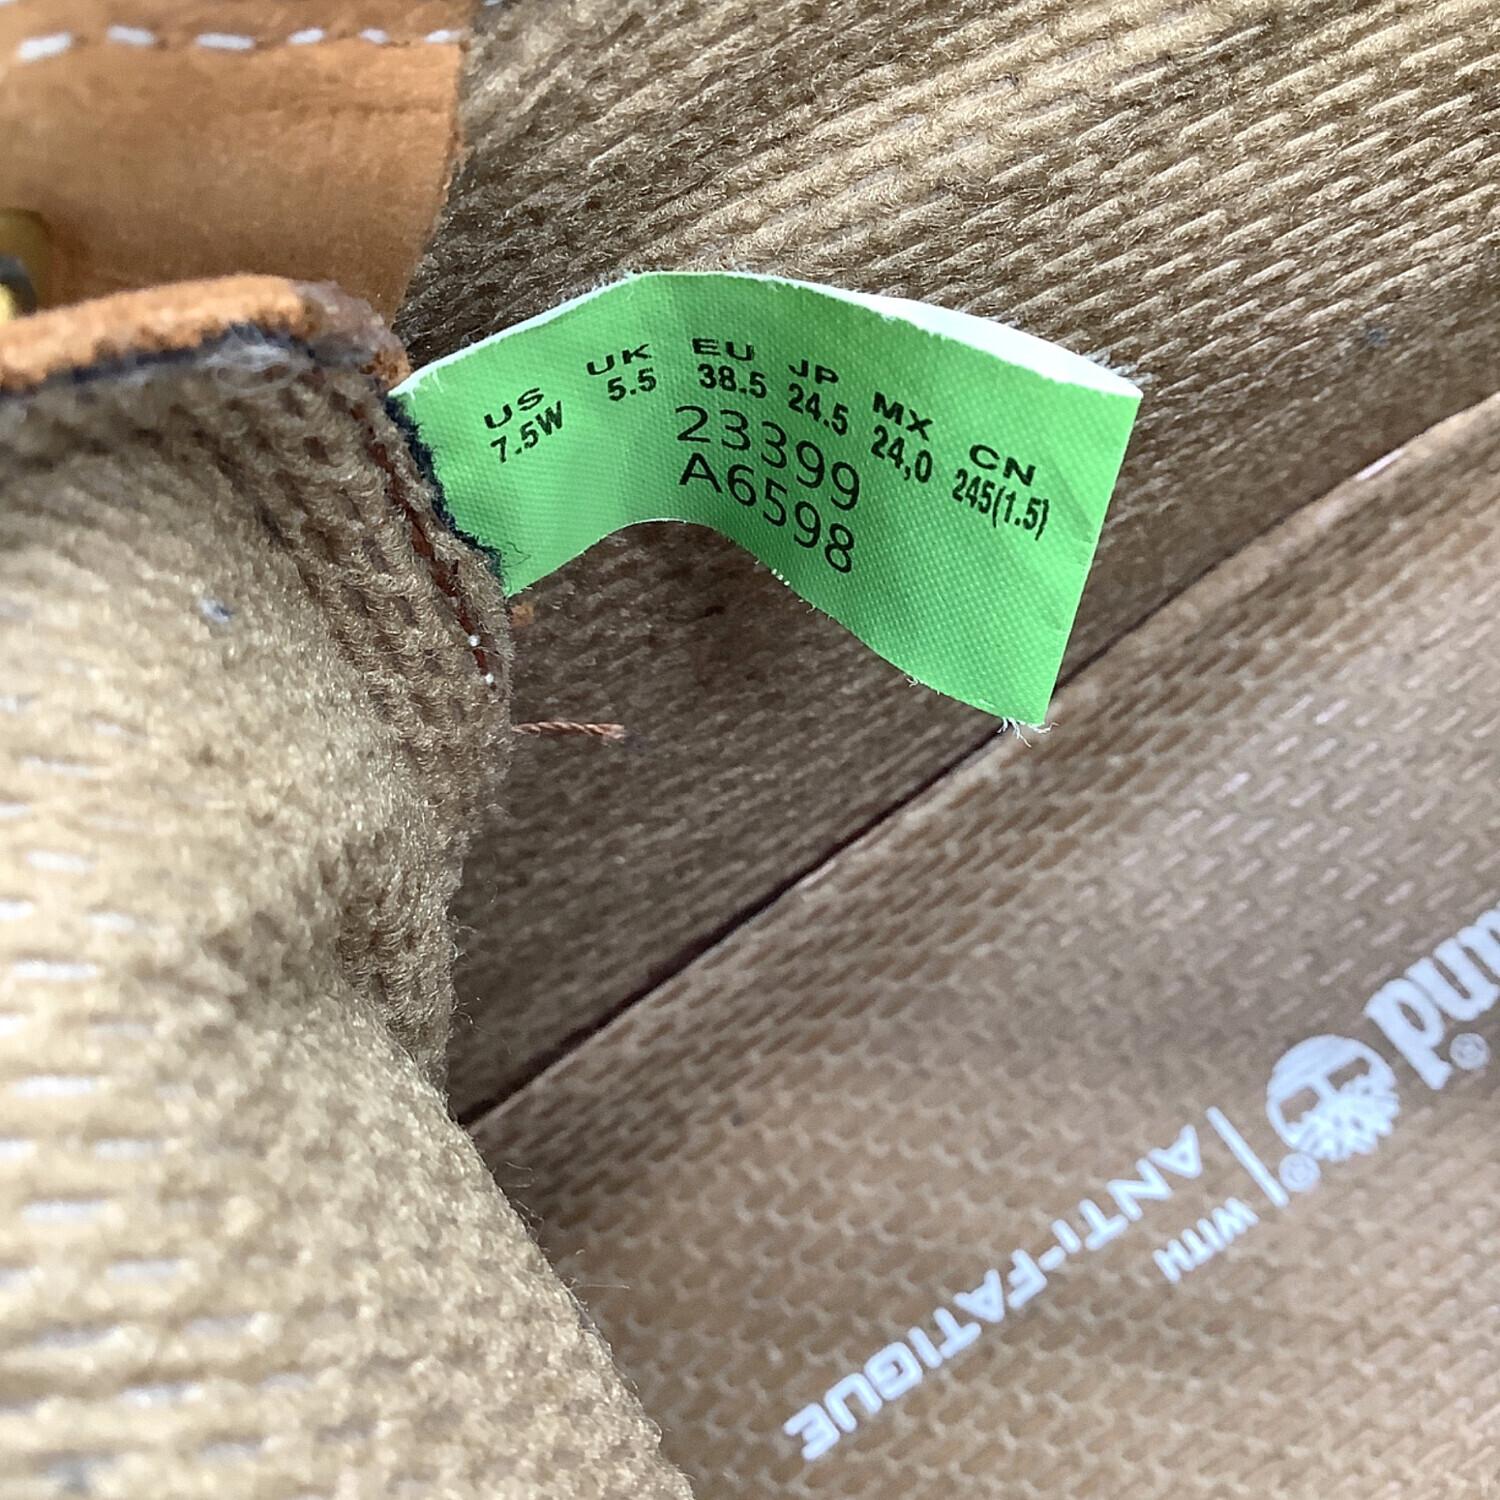 US UK EU JP MX CN
7.5W 5.5 38.5 24.5 24,0 245(1.5)
23399
A6598
WITH
ANTI-FATIGUE